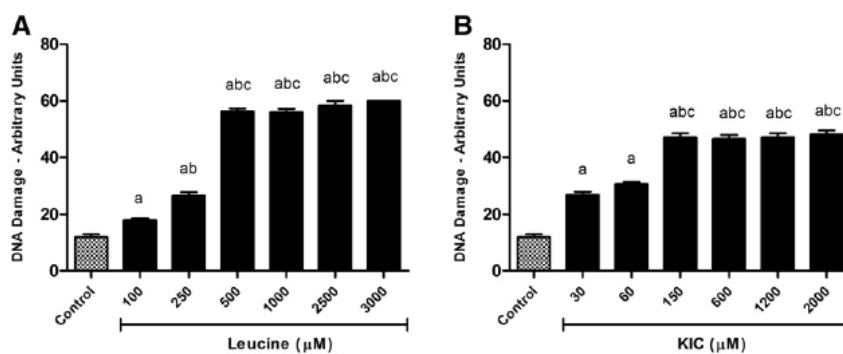 A
DNA Damage - Arbitrary Units
80
60
40
20
0
a
ab
abc
abc
abc
abc
Control
100
250
500
1000
2500
3000
Leucine (μM)
B
DNA Damage - Arbitrary Units
80
60
40
20
0
a
a
abc
abc
abc
abc
Control
30
60
150
600
1200
2000
KIC (μM)